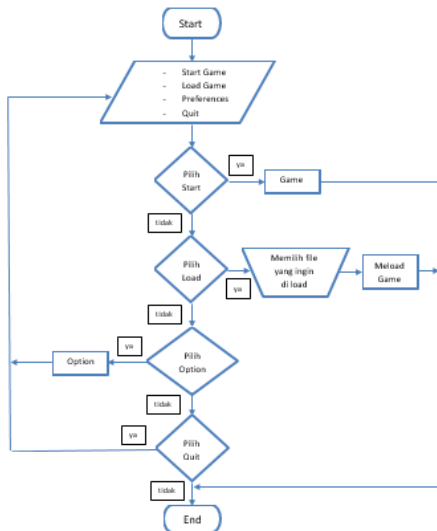 Start
- Start Game
- Load Game
- Preferences
- Quit
Pilih
Start
ya
Game
tidak
Pilih
Load
ya
Memilih file
yang ingin
di load
Meload
Game
tidak
Pilih
Option
ya
Option
tidak
Pilih
Quit
ya
tidak
End